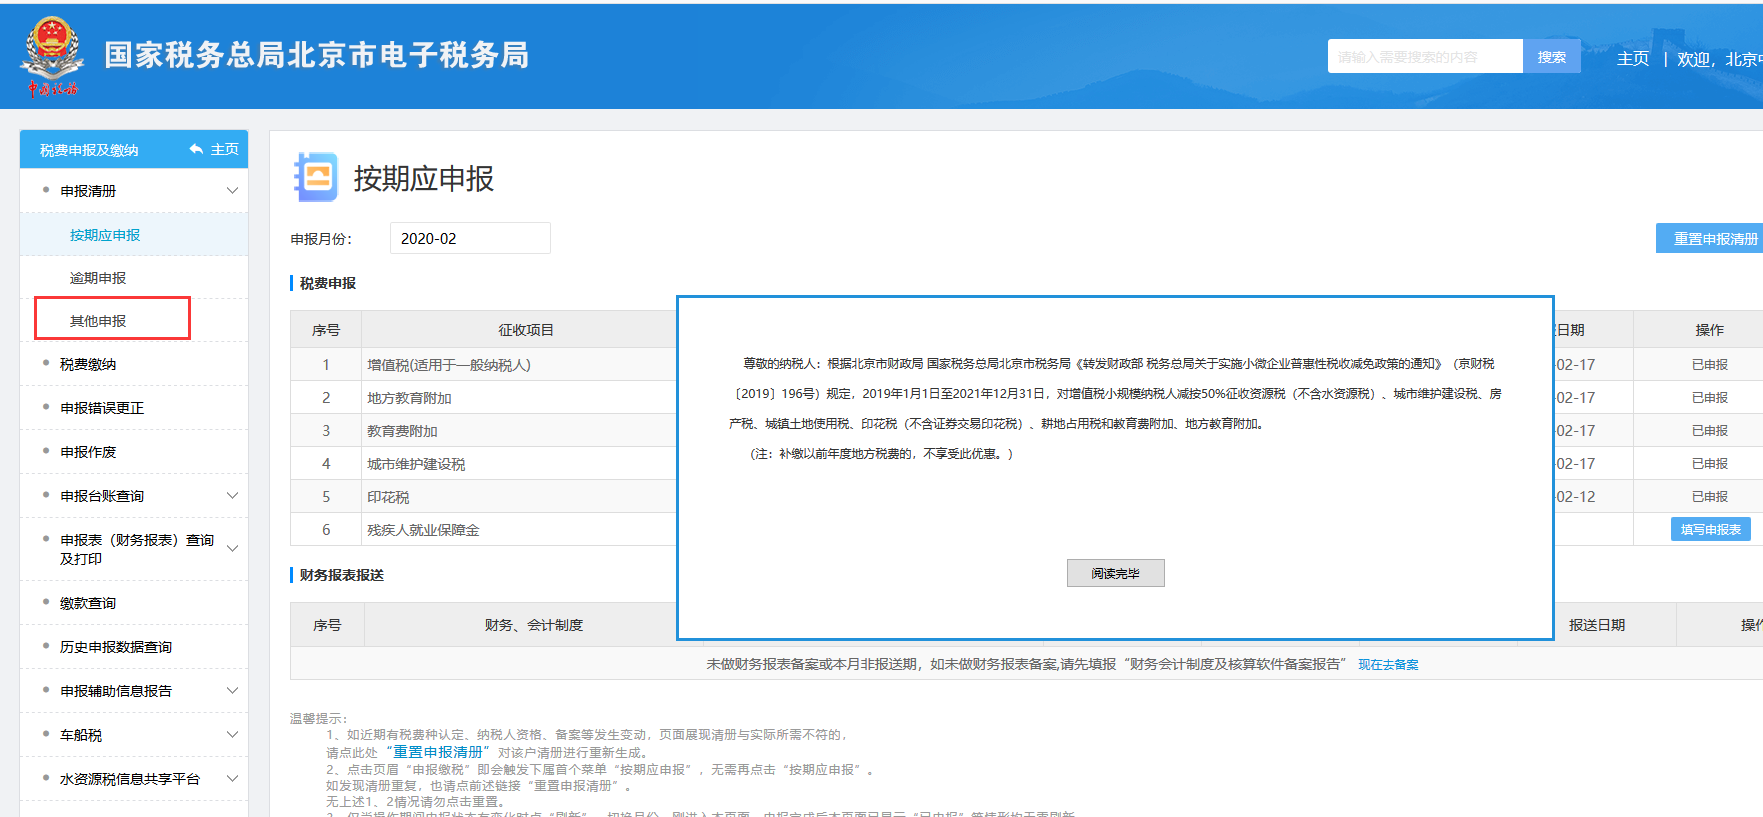 国家税务总局北京市电子税务局
中国税务
请输入需要搜索的内容
搜索
主页 | 欢迎，北京
税费申报及缴纳
主页
申报清册
按期应申报
逾期申报
其他申报
税费缴纳
申报错误更正
申报作废
申报台账查询
申报表（财务报表）查询
及打印
缴款查询
历史申报数据查询
申报辅助信息报告
车船税
水资源税信息共享平台
按期应申报
申报月份：
2020-02
重置申报清册
税费申报
序号 征收项目 日期 操作
1 增值税(适用于一般纳税人) -02-17 已申报
2 地方教育附加 -02-17 已申报
3 教育费附加 -02-17 已申报
4 城市维护建设税 -02-17 已申报
5 印花税 -02-12 已申报
6 残疾人就业保障金 填写申报表
尊敬的纳税人：根据北京市财政局 国家税务总局北京市税务局《转发财政部 税务总局关于实施小微企业普惠性税收减免政策的通知》（京财税
〔2019〕196号）规定，2019年1月1日至2021年12月31日，对增值税小规模纳税人减按50%征收资源税（不含水资源税）、城市维护建设税、房
产税、城镇土地使用税、印花税（不含证券交易印花税）、耕地占用税和教育费附加、地方教育附加。
（注：补缴以前年度地方税费的，不享受此优惠。）
阅读完毕
财务报表报送
序号 财务、会计制度 报送日期 操作
未做财务报表备案或本月非报送期，如未做财务报表备案,请先填报“财务会计制度及核算软件备案报告” 现在去备案
温馨提示：
1、如近期有税费种认定、纳税人资格、备案等发生变动，页面展现清册与实际所需不符的，
请点此处“重置申报清册”对该户清册进行重新生成。
2、点击页眉“申报缴税”即会触发下属首个菜单“按期应申报”，无需再点击“按期应申报”。
如发现清册重复，也请点前述链接“重置申报清册”。
无上述1、2情况请勿点击重置。